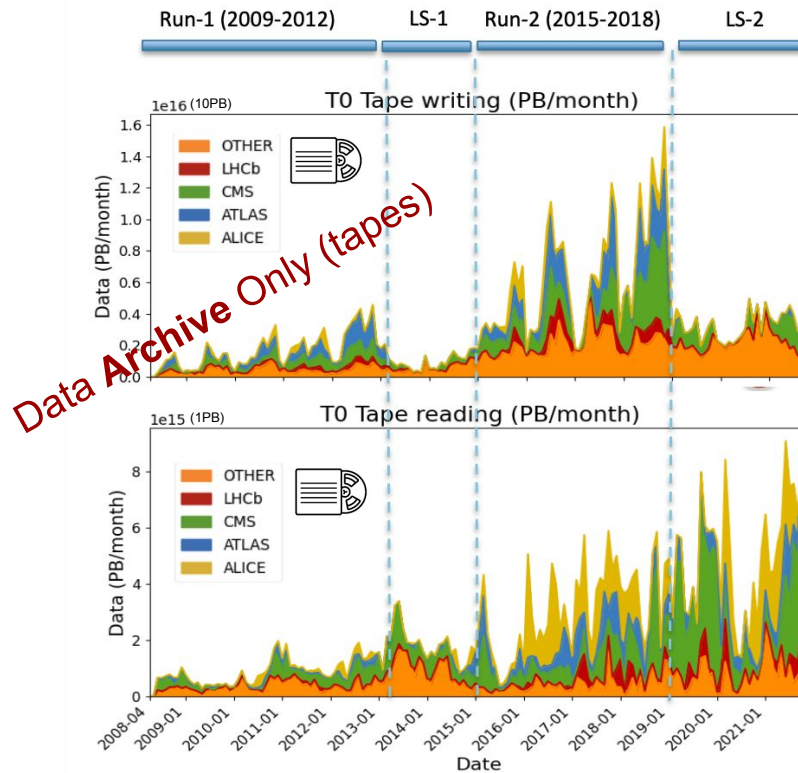 Run-1 (2009-2012) LS-1 Run-2 (2015-2018) LS-2
1e16 (10PB) T0 Tape writing (PB/month)
1.6
1.4
1.2
1.0
0.8
0.6
0.4
0.2
0.0
Data (PB/month)
OTHER
LHCb
CMS
ATLAS
ALICE
Data Archive Only (tapes)
1e15 (1PB) T0 Tape reading (PB/month)
8
6
4
2
0
Data (PB/month)
OTHER
LHCb
CMS
ATLAS
ALICE
2008-04 2009-01 2010-01 2011-01 2012-01 2013-01 2014-01 2015-01 2016-01 2017-01 2018-01 2019-01 2020-01 2021-01
Date